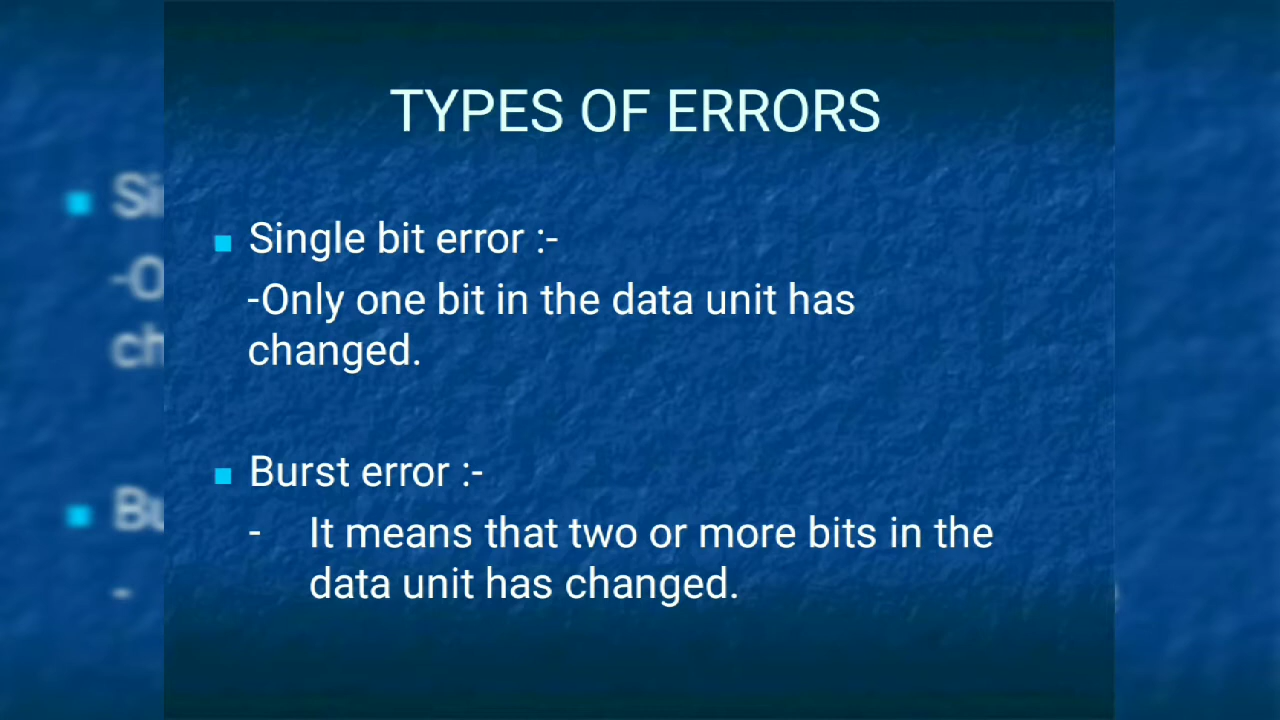 TYPES OF ERRORS
Single bit error :-
-Only one bit in the data unit has
changed.
Burst error :-
- It means that two or more bits in the
data unit has changed.